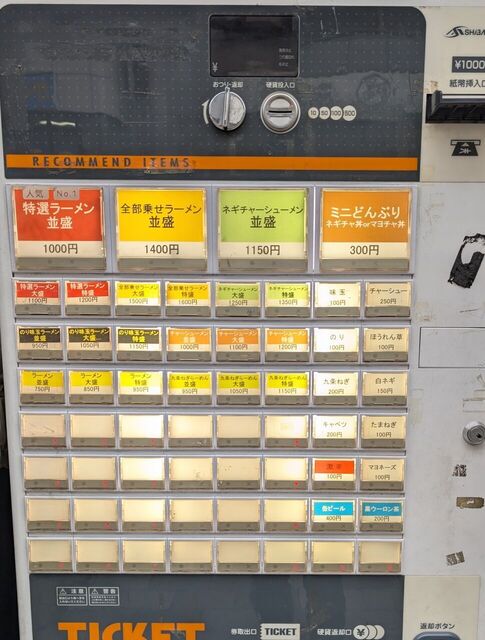 SHIBA
¥1000
紙幣挿入口
¥
おつり・返却
硬貨投入口
10 50 100 500
RECOMMEND ITEMS
人気 No.1
特選ラーメン
並盛
1000円
全部乗せラーメン
並盛
1400円
ネギチャーシューメン
並盛
1150円
ミニどんぶり
ネギチャ丼orマヨチャ丼
300円
特選ラーメン
大盛
1100円
特選ラーメン
特盛
1200円
全部乗せラーメン
大盛
1500円
全部乗せラーメン
特盛
1600円
ネギチャーシューメン
大盛
1250円
ネギチャーシューメン
特盛
1350円
味玉
100円
チャーシュー
250円
のり味玉ラーメン
並盛
950円
のり味玉ラーメン
大盛
1050円
のり味玉ラーメン
特盛
1150円
チャーシューメン
並盛
1000円
チャーシューメン
大盛
1100円
チャーシューメン
特盛
1200円
のり
100円
ほうれん草
100円
ラーメン
並盛
750円
ラーメン
大盛
850円
ラーメン
特盛
950円
九条ねぎらーめん
並盛
950円
九条ねぎらーめん
大盛
1050円
九条ねぎらーめん
特盛
1150円
九条ねぎ
200円
白ネギ
150円
キャベツ
200円
たまねぎ
100円
激辛
100円
マヨネーズ
100円
缶ビール
400円
黒ウーロン茶
200円
注意
警告
TICKET
券取出口
TICKET
硬貨返却口
返却ボタン